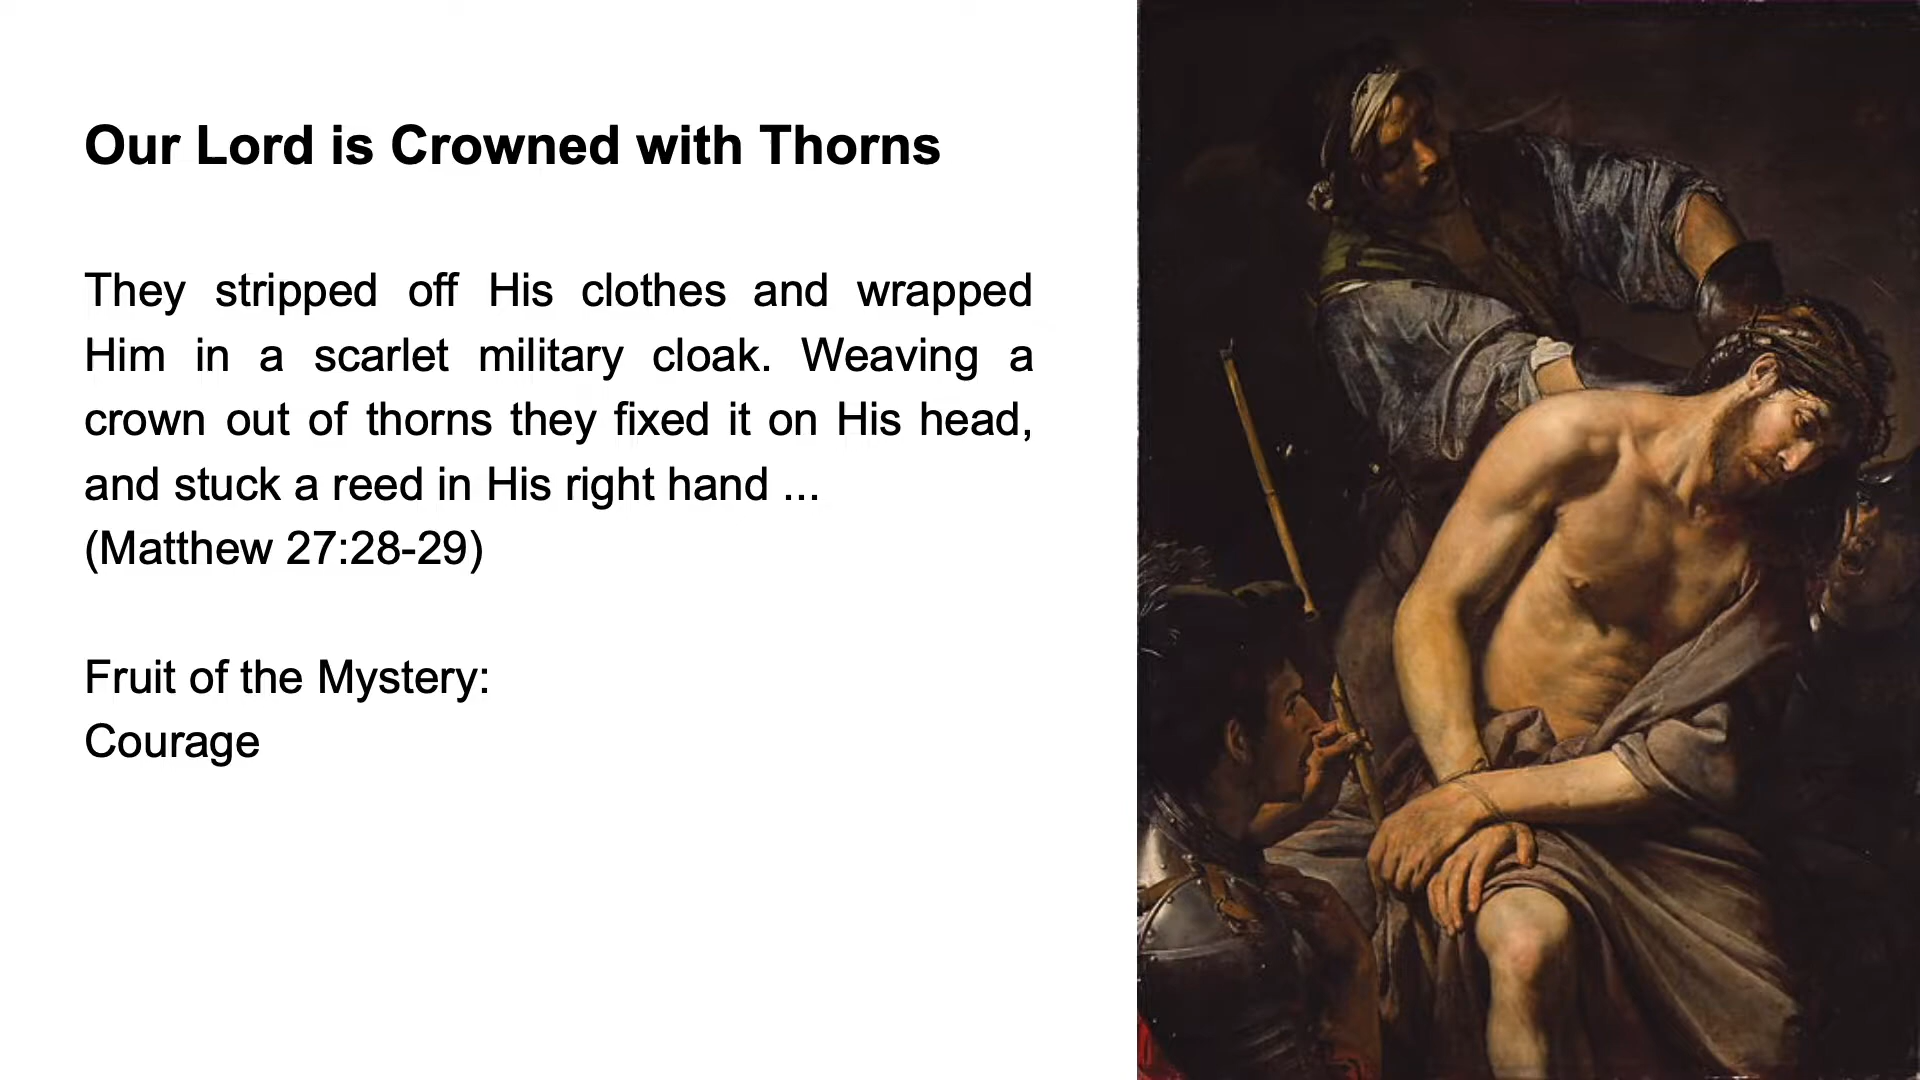 Our Lord is Crowned with Thorns
They stripped off His clothes and wrapped
Him in a scarlet military cloak. Weaving a
crown out of thorns they fixed it on His head,
and stuck a reed in His right hand ...
(Matthew 27:28-29)
Fruit of the Mystery:
Courage